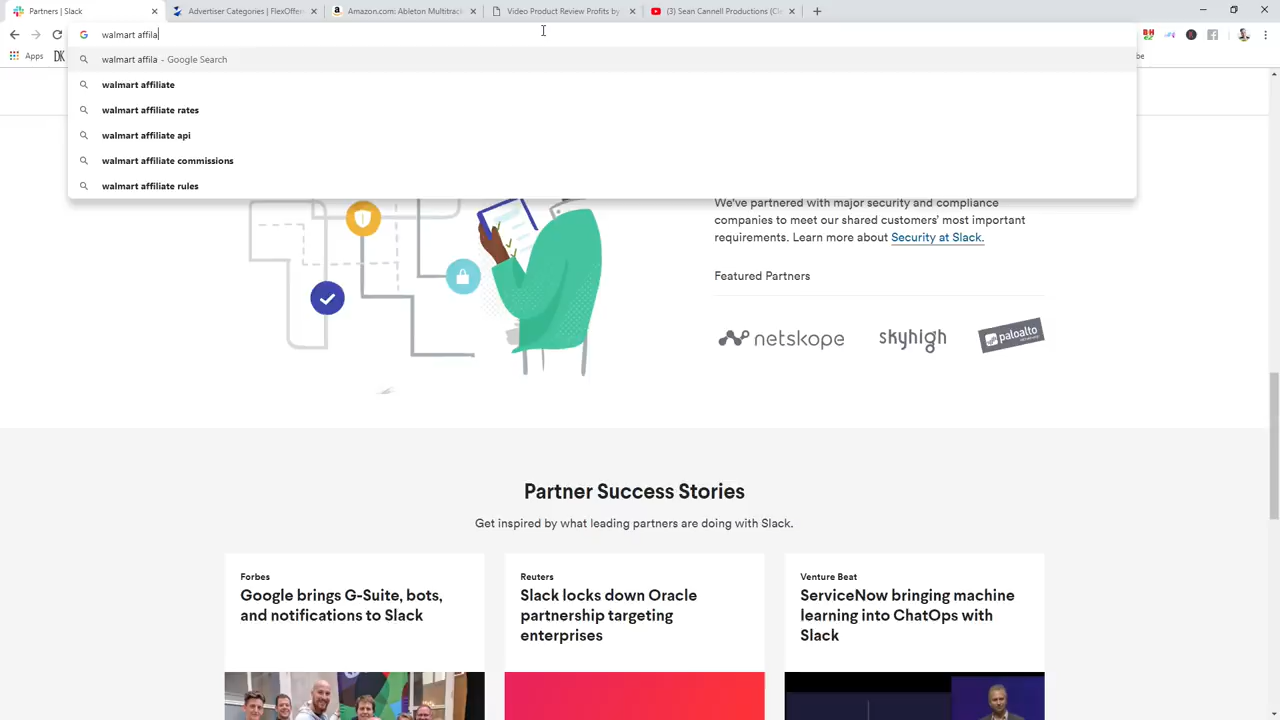 Partners | Slack
Advertiser Categories | FlexOffer
Amazon.com: Ableton Multitrack
Video Product Review Profits by
(3) Sean Cannell Productions (Cle
walmart affila
Apps
DK
be
walmart affila - Google Search
walmart affiliate
walmart affiliate rates
walmart affiliate api
walmart affiliate commissions
walmart affiliate rules
We've partnered with major security and compliance
companies to meet our shared customers' most important
requirements. Learn more about Security at Slack.
Featured Partners
netskope
skyhigh
paloalto
Partner Success Stories
Get inspired by what leading partners are doing with Slack.
Forbes
Google brings G-Suite, bots,
and notifications to Slack
Reuters
Slack locks down Oracle
partnership targeting
enterprises
Venture Beat
ServiceNow bringing machine
learning into ChatOps with
Slack